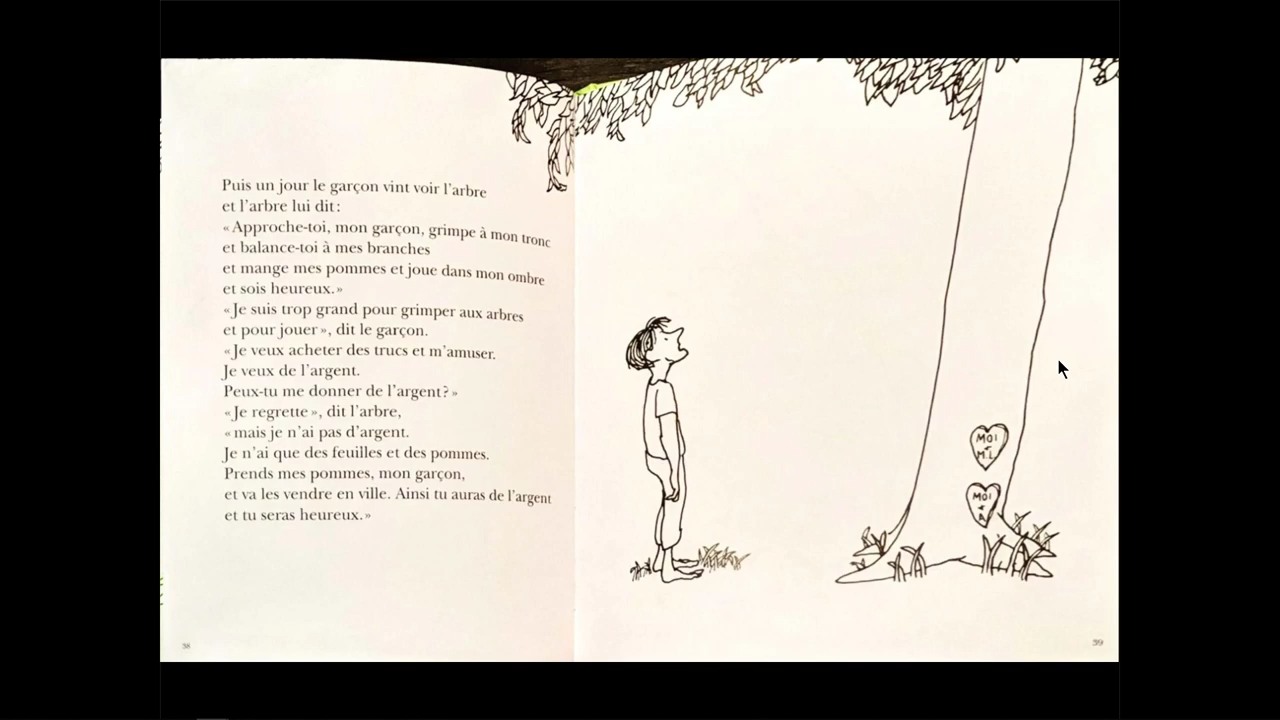 Puis un jour le garçon vint voir l'arbre
et l'arbre lui dit :
« Approche-toi, mon garçon, grimpe à mon tronc
et balance-toi à mes branches
et mange mes pommes et joue dans mon ombre
et sois heureux. »
« Je suis trop grand pour grimper aux arbres
et pour jouer », dit le garçon.
« Je veux acheter des trucs et m'amuser.
Je veux de l'argent.
Peux-tu me donner de l'argent ? »
« Je regrette », dit l'arbre,
« mais je n'ai pas d'argent.
Je n'ai que des feuilles et des pommes.
Prends mes pommes, mon garçon,
et va les vendre en ville. Ainsi tu auras de l'argent
et tu seras heureux. »
38
MOI
+
M.L.
MOI
+
A
39